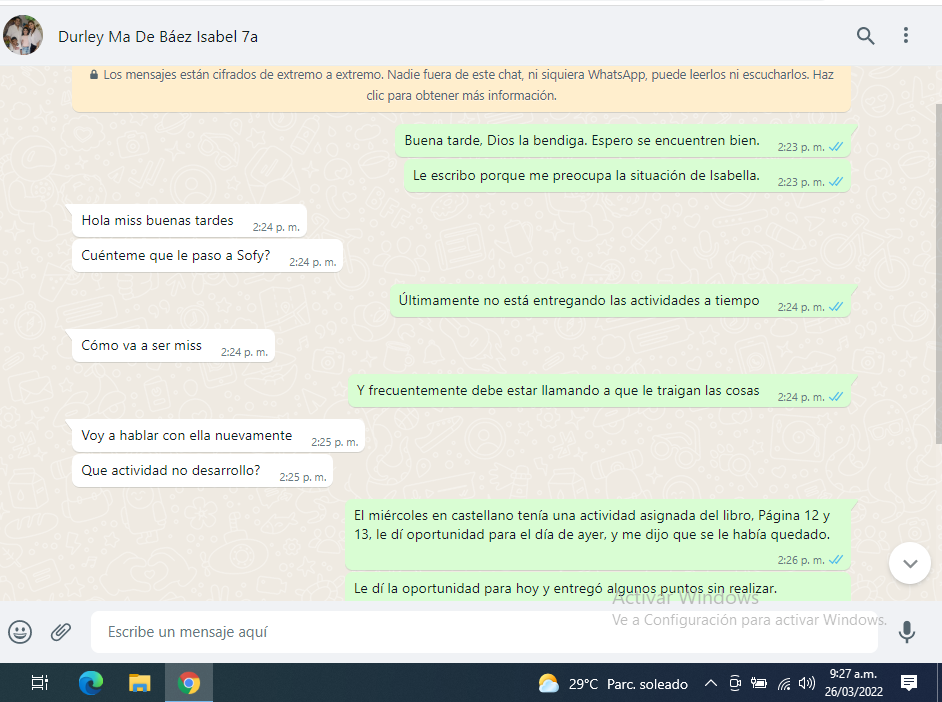 Durley Ma De Báez Isabel 7a
Los mensajes están cifrados de extremo a extremo. Nadie fuera de este chat, ni siquiera WhatsApp, puede leerlos ni escucharlos. Haz
clic para obtener más información.
Buena tarde, Dios la bendiga. Espero se encuentren bien. 2:23 p. m.
Le escribo porque me preocupa la situación de Isabella. 2:23 p. m.
Hola miss buenas tardes 2:24 p. m.
Cuénteme que le paso a Sofy? 2:24 p. m.
Últimamente no está entregando las actividades a tiempo 2:24 p. m.
Cómo va a ser miss 2:24 p. m.
Y frecuentemente debe estar llamando a que le traigan las cosas 2:24 p. m.
Voy a hablar con ella nuevamente 2:25 p. m.
Que actividad no desarrollo? 2:25 p. m.
El miércoles en castellano tenía una actividad asignada del libro, Página 12 y
13, le dí oportunidad para el día de ayer, y me dijo que se le había quedado.
2:26 p. m.
Le dí la oportunidad para hoy y entregó algunos puntos sin realizar.
Activar Windows
Ve a Configuración para activar Windows.
Escribe un mensaje aquí
29°C Parc. soleado
9:27 a.m.
26/03/2022